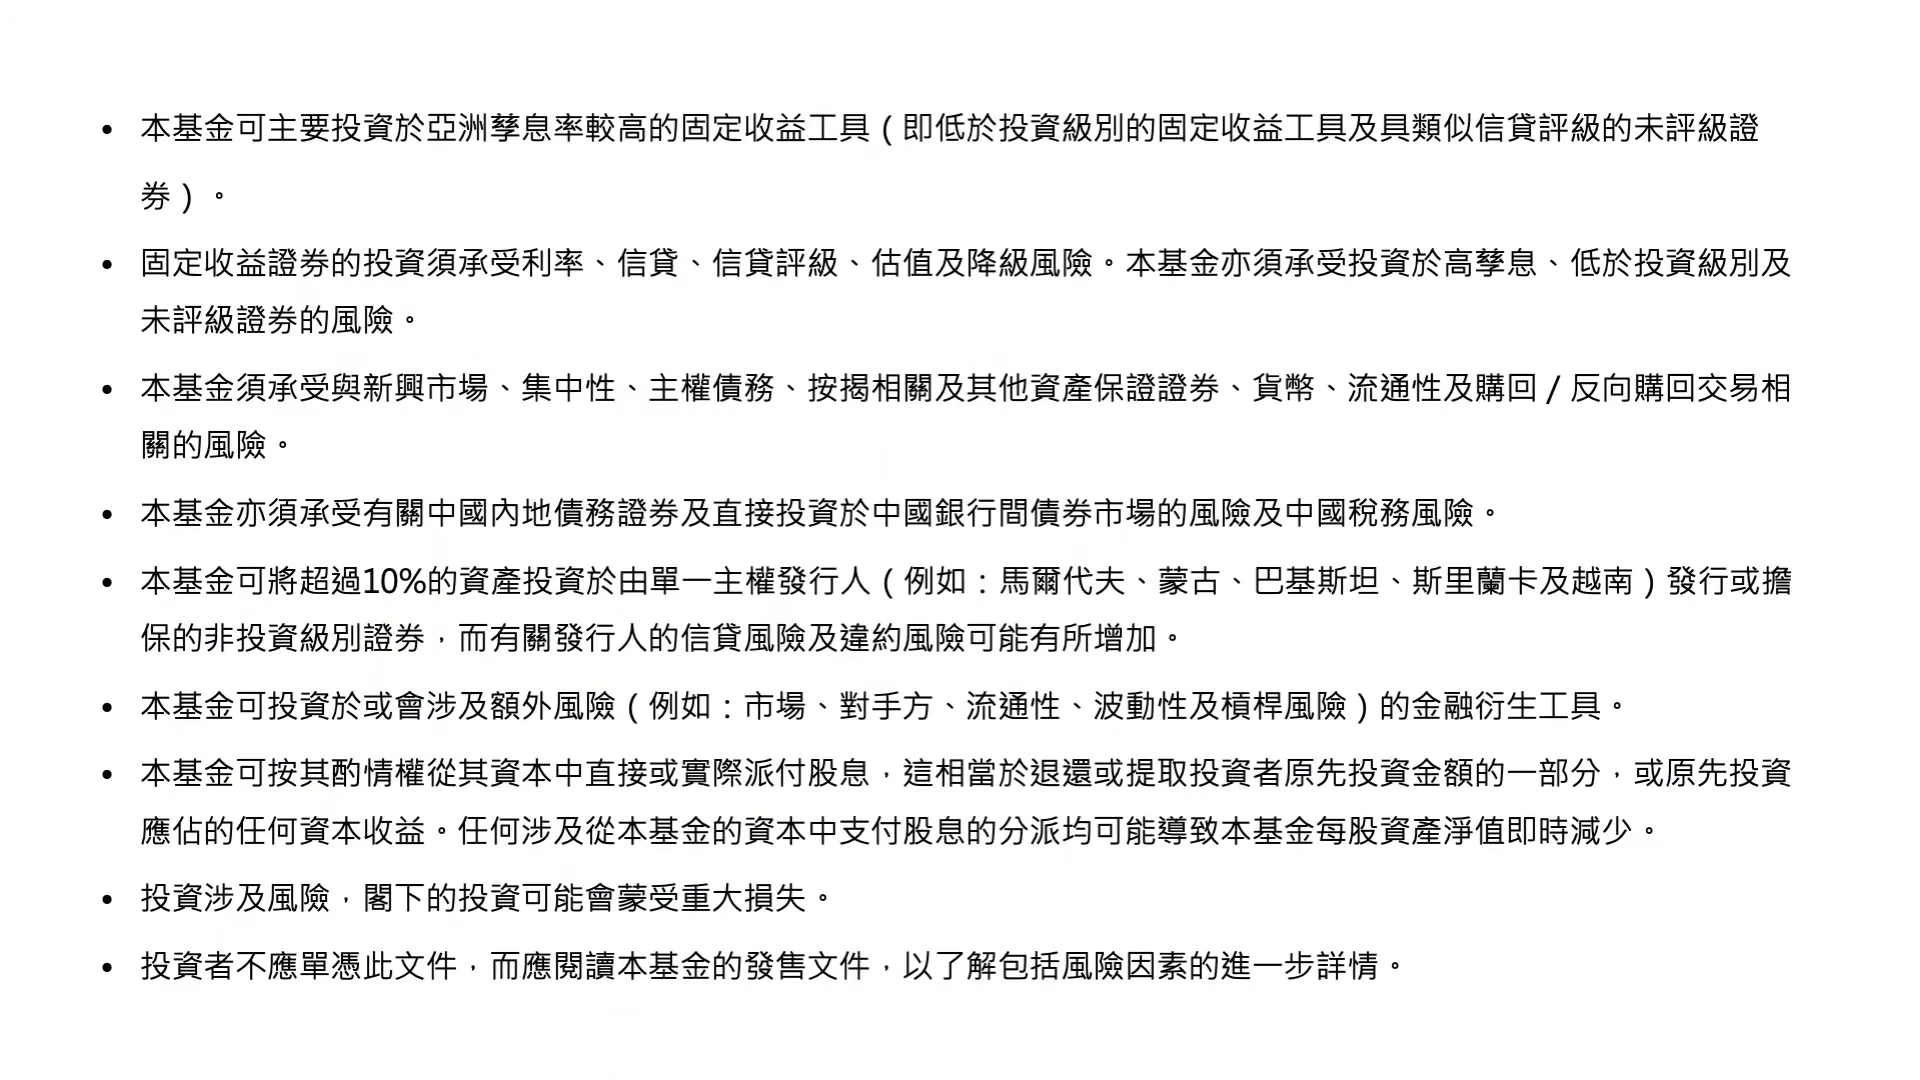 • 本基金可主要投資於亞洲孳息率較高的固定收益工具（即低於投資級別的固定收益工具及具類似信貸評級的未評級證
券）。
• 固定收益證券的投資須承受利率、信貸、信貸評級、估值及降級風險。本基金亦須承受投資於高孳息、低於投資級別及
未評級證券的風險。
• 本基金須承受與新興市場、集中性、主權債務、按揭相關及其他資產保證證券、貨幣、流通性及購回／反向購回交易相
關的風險。
• 本基金亦須承受有關中國內地債務證券及直接投資於中國銀行間債券市場的風險及中國稅務風險。
• 本基金可將超過10%的資產投資於由單一主權發行人（例如：馬爾代夫、蒙古、巴基斯坦、斯里蘭卡及越南）發行或擔
保的非投資級別證券，而有關發行人的信貸風險及違約風險可能有所增加。
• 本基金可投資於或會涉及額外風險（例如：市場、對手方、流通性、波動性及槓桿風險）的金融衍生工具。
• 本基金可按其酌情權從其資本中直接或實際派付股息，這相當於退還或提取投資者原先投資金額的一部分，或原先投資
應佔的任何資本收益。任何涉及從本基金的資本中支付股息的分派均可能導致本基金每股資產淨值即時減少。
• 投資涉及風險，閣下的投資可能會蒙受重大損失。
• 投資者不應單憑此文件，而應閱讀本基金的發售文件，以了解包括風險因素的進一步詳情。